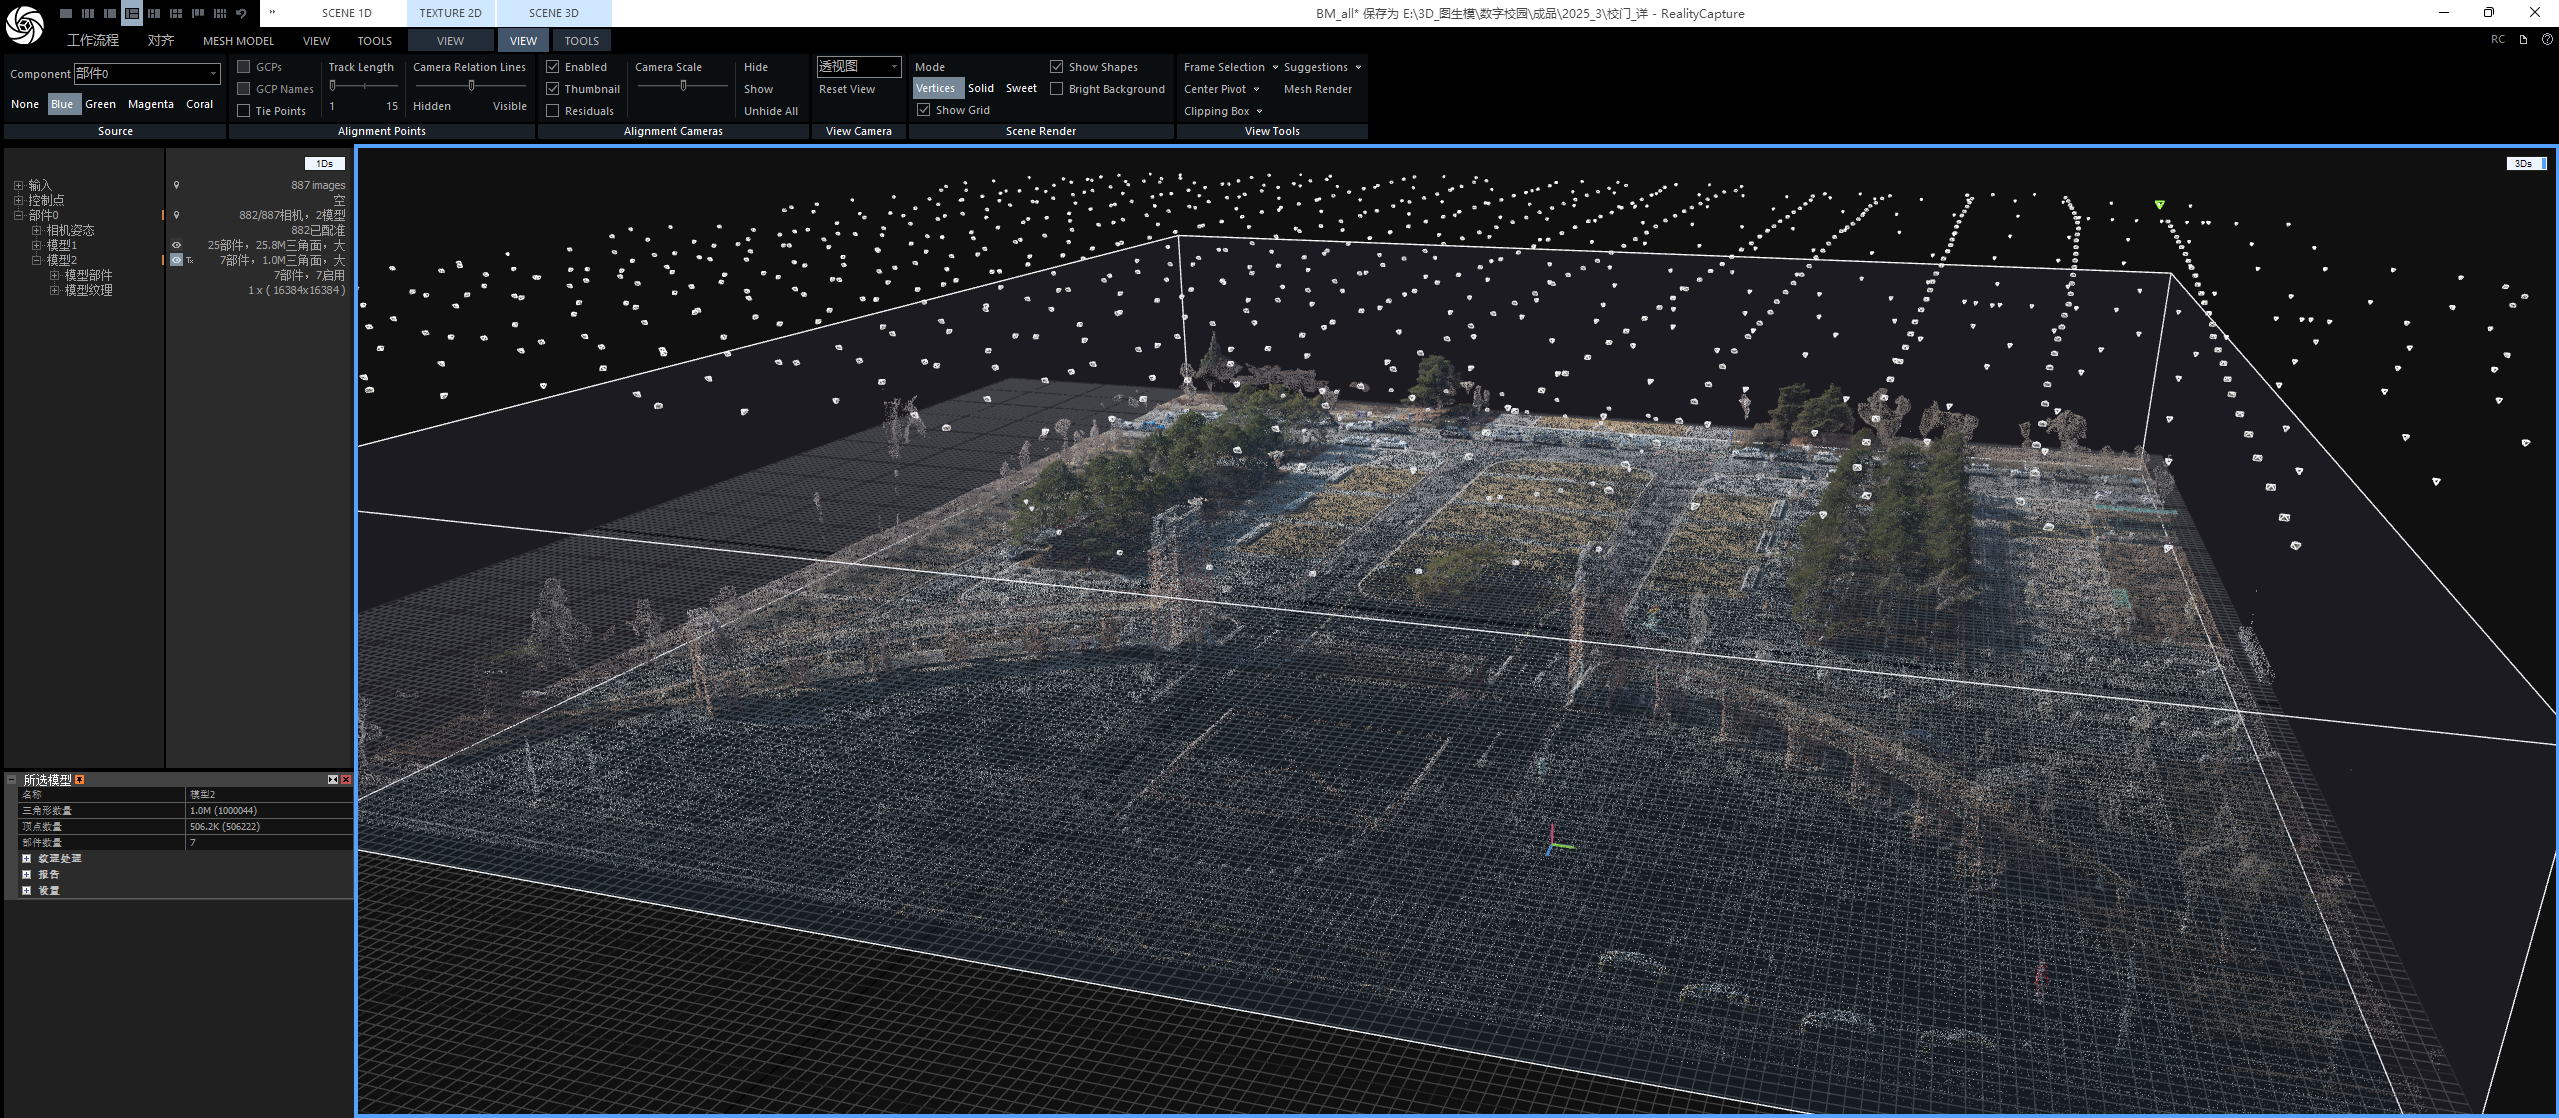 SCENE 1D
TEXTURE 2D
SCENE 3D
BM_all* 保存为 E:\3D_图生模\数字校园\成品\2025_3\校门_详 - RealityCapture
工作流程 对齐 MESH MODEL VIEW TOOLS VIEW VIEW TOOLS
RC
Component 部件0
None Blue Green Magenta Coral
Source
GCPs
GCP Names
Tie Points
Track Length
1 15
Camera Relation Lines
Hidden Visible
Alignment Points
Enabled
Thumbnail
Residuals
Camera Scale
Hide
Show
Unhide All
Alignment Cameras
透视图
Reset View
View Camera
Mode
Vertices Solid Sweet
Show Grid
Show Shapes
Bright Background
Scene Render
Frame Selection Suggestions
Center Pivot Mesh Render
Clipping Box
View Tools
1Ds
3Ds
输入 887 images
控制点 空
部件0 882/887相机，2模型
相机姿态 882已配准
模型1 25部件，25.8M三角面，大
模型2 Tx 7部件，1.0M三角面，大
模型部件 7部件，7启用
模型纹理 1 x ( 16384x16384 )
所选模型
名称 模型2
三角形数量 1.0M (1000044)
顶点数量 506.2K (506222)
部件数量 7
纹理处理
报告
设置